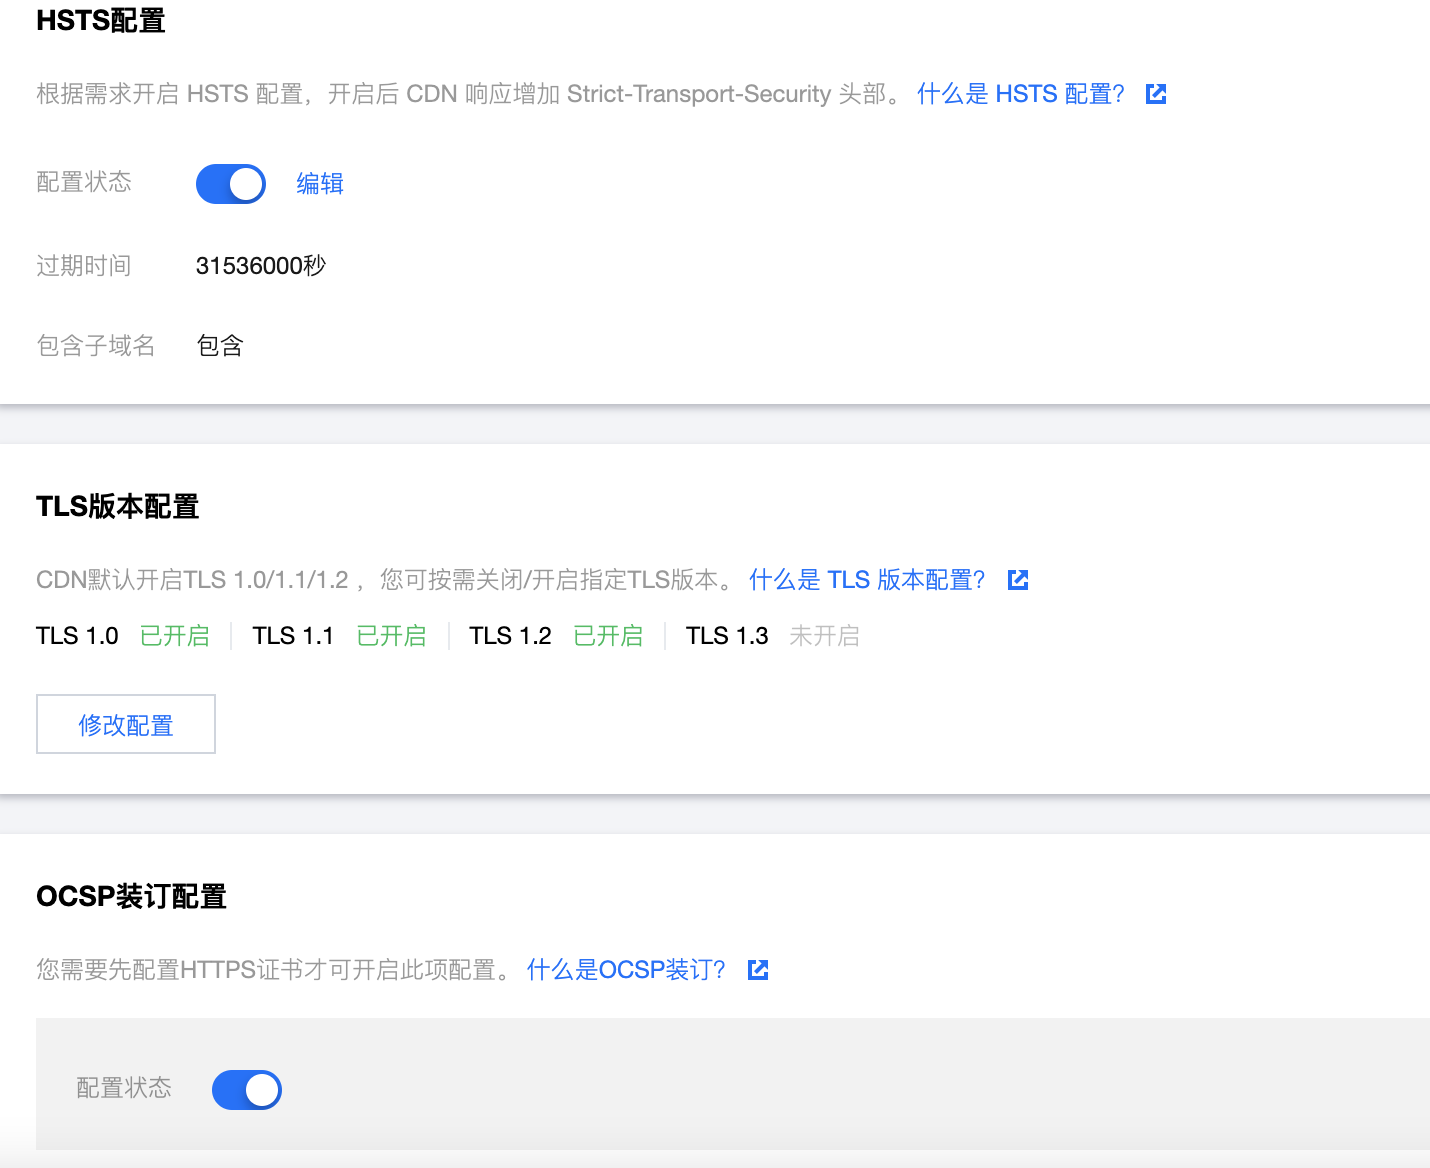 HSTS配置
根据需求开启 HSTS 配置，开启后 CDN 响应增加 Strict-Transport-Security 头部。 什么是 HSTS 配置？
配置状态 编辑
过期时间 31536000秒
包含子域名 包含
TLS版本配置
CDN默认开启TLS 1.0/1.1/1.2 ，您可按需关闭/开启指定TLS版本。 什么是 TLS 版本配置？
TLS 1.0 已开启 TLS 1.1 已开启 TLS 1.2 已开启 TLS 1.3 未开启
修改配置
OCSP装订配置
您需要先配置HTTPS证书才可开启此项配置。 什么是OCSP装订？
配置状态